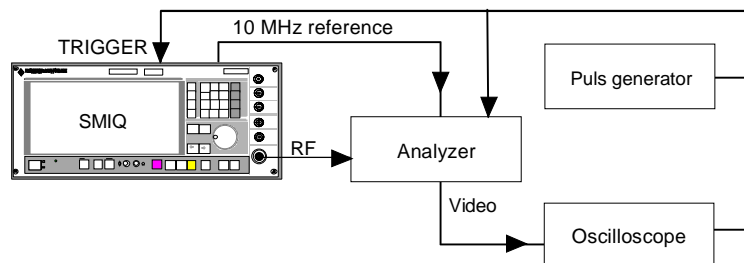 10 MHz reference
TRIGGER
Puls generator
SMIQ
RF
Analyzer
Video
Oscilloscope